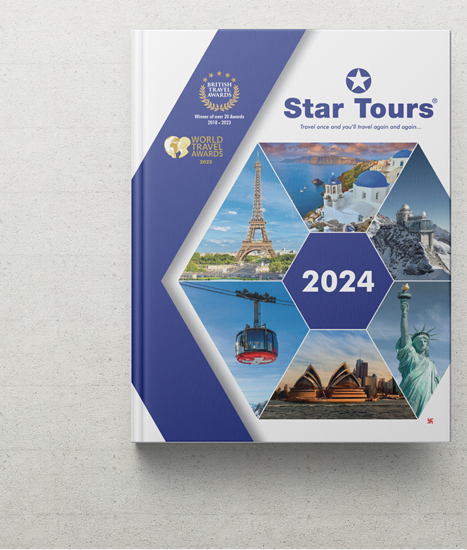 BRITISH
TRAVEL
AWARDS
Winner of over 20 Awards
2018 - 2023
WORLD
TRAVEL
AWARDS
2023
Star Tours®
Travel once and you'll travel again and again...
2024